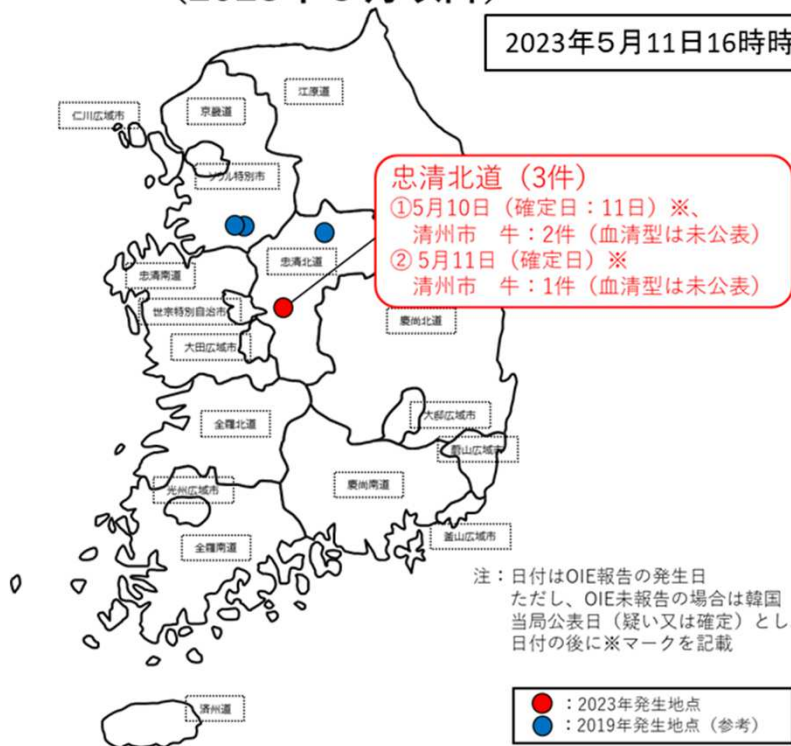 2023年5月11日16時時
江原道
京畿道
仁川広域市
ソウル特別市
忠清北道（3件）
①5月10日（確定日：11日）※、
清州市　牛：2件（血清型は未公表）
② 5月11日（確定日）※
清州市　牛：1件（血清型は未公表）
忠清北道
忠清南道
世宗特別自治市
慶尚北道
大田広域市
大邱広域市
全羅北道
釜山広域市
慶尚南道
光州広域市
釜山広域市
全羅南道
注：日付はOIE報告の発生日
ただし、OIE未報告の場合は韓国
当局公表日（疑い又は確定）とし
日付の後に※マークを記載
済州道
：2023年発生地点
：2019年発生地点（参考）